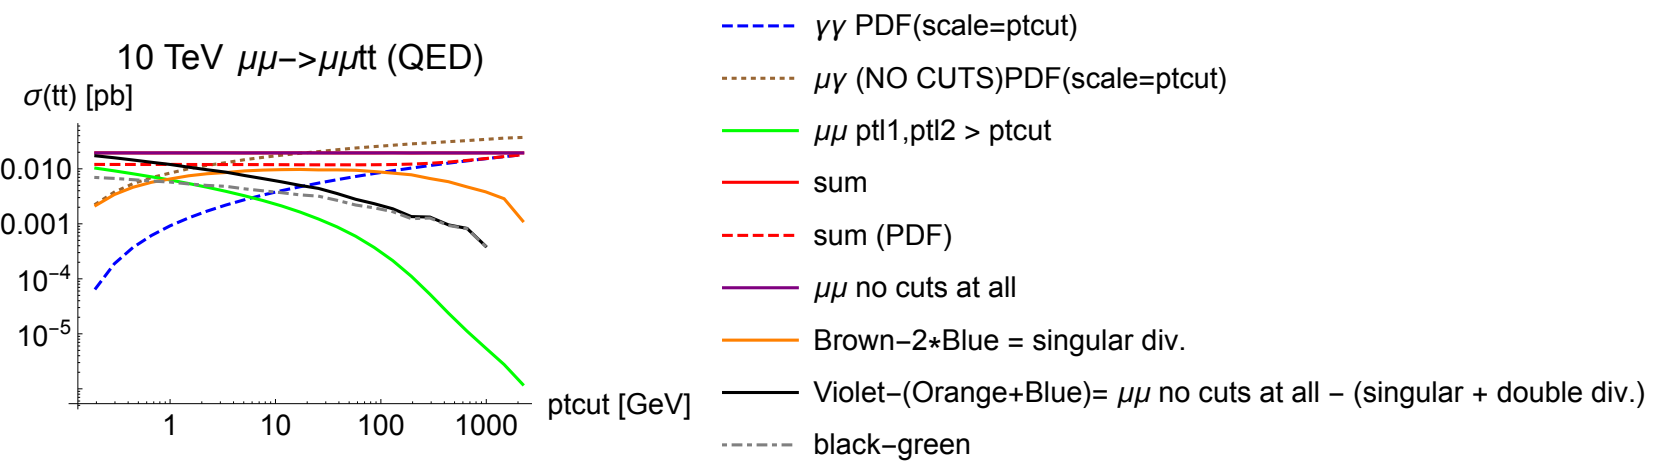 10 TeV μμ−>μμtt (QED)
σ(tt) [pb]
0.010
0.001
10−4
10−5
1
10
100
1000
ptcut [GeV]
γγ PDF(scale=ptcut)
μγ (NO CUTS)PDF(scale=ptcut)
μμ ptl1,ptl2 > ptcut
sum
sum (PDF)
μμ no cuts at all
Brown−2*Blue = singular div.
Violet−(Orange+Blue)= μμ no cuts at all − (singular + double div.)
black−green